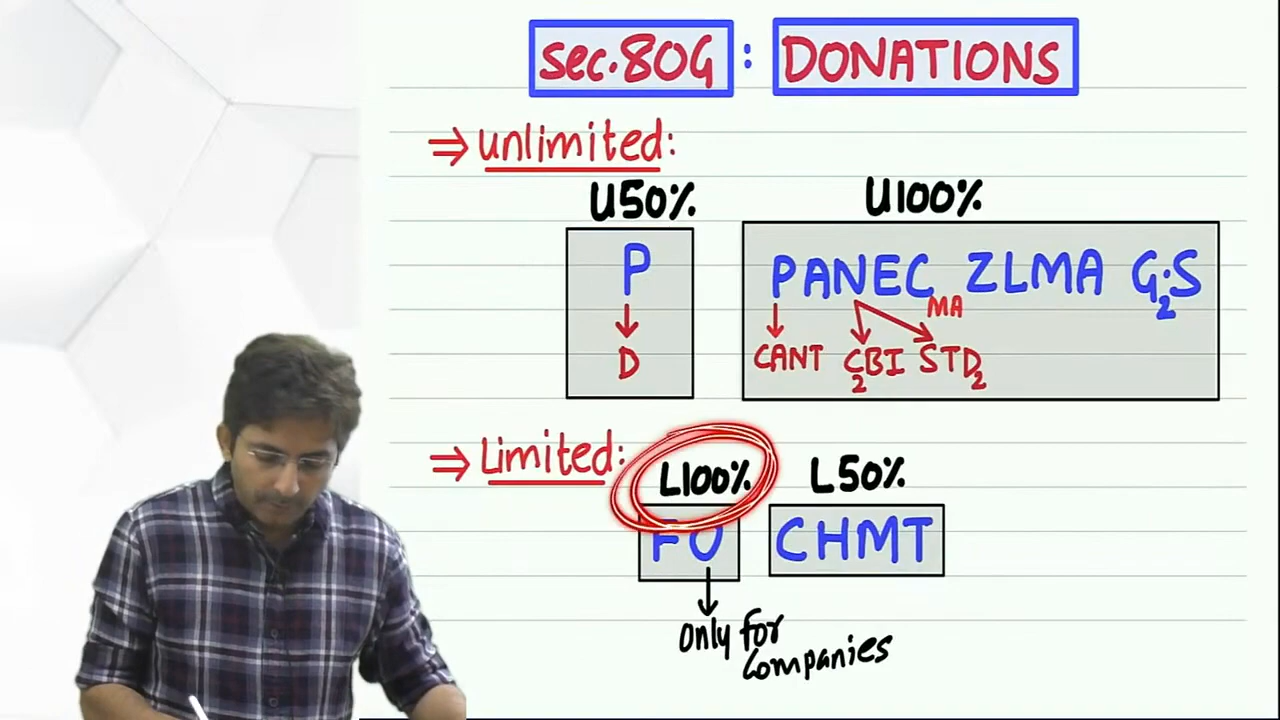 Sec.80G : DONATIONS
⇒ Unlimited:
U50% U100%
P PANEC ZLMA G2S
MA
D CANT C2BI STD2
⇒ Limited: L100% L50%
FO CHMT
Only for
Companies